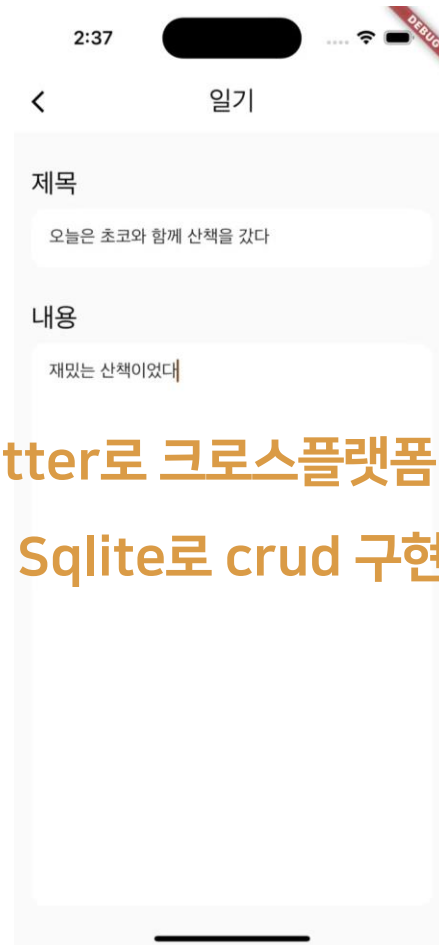 2:37
DEBUG
일기
제목
오늘은 초코와 함께 산책을 갔다
내용
재밌는 산책이었다
tter로 크로스플랫폼
Sqlite로 crud 구현